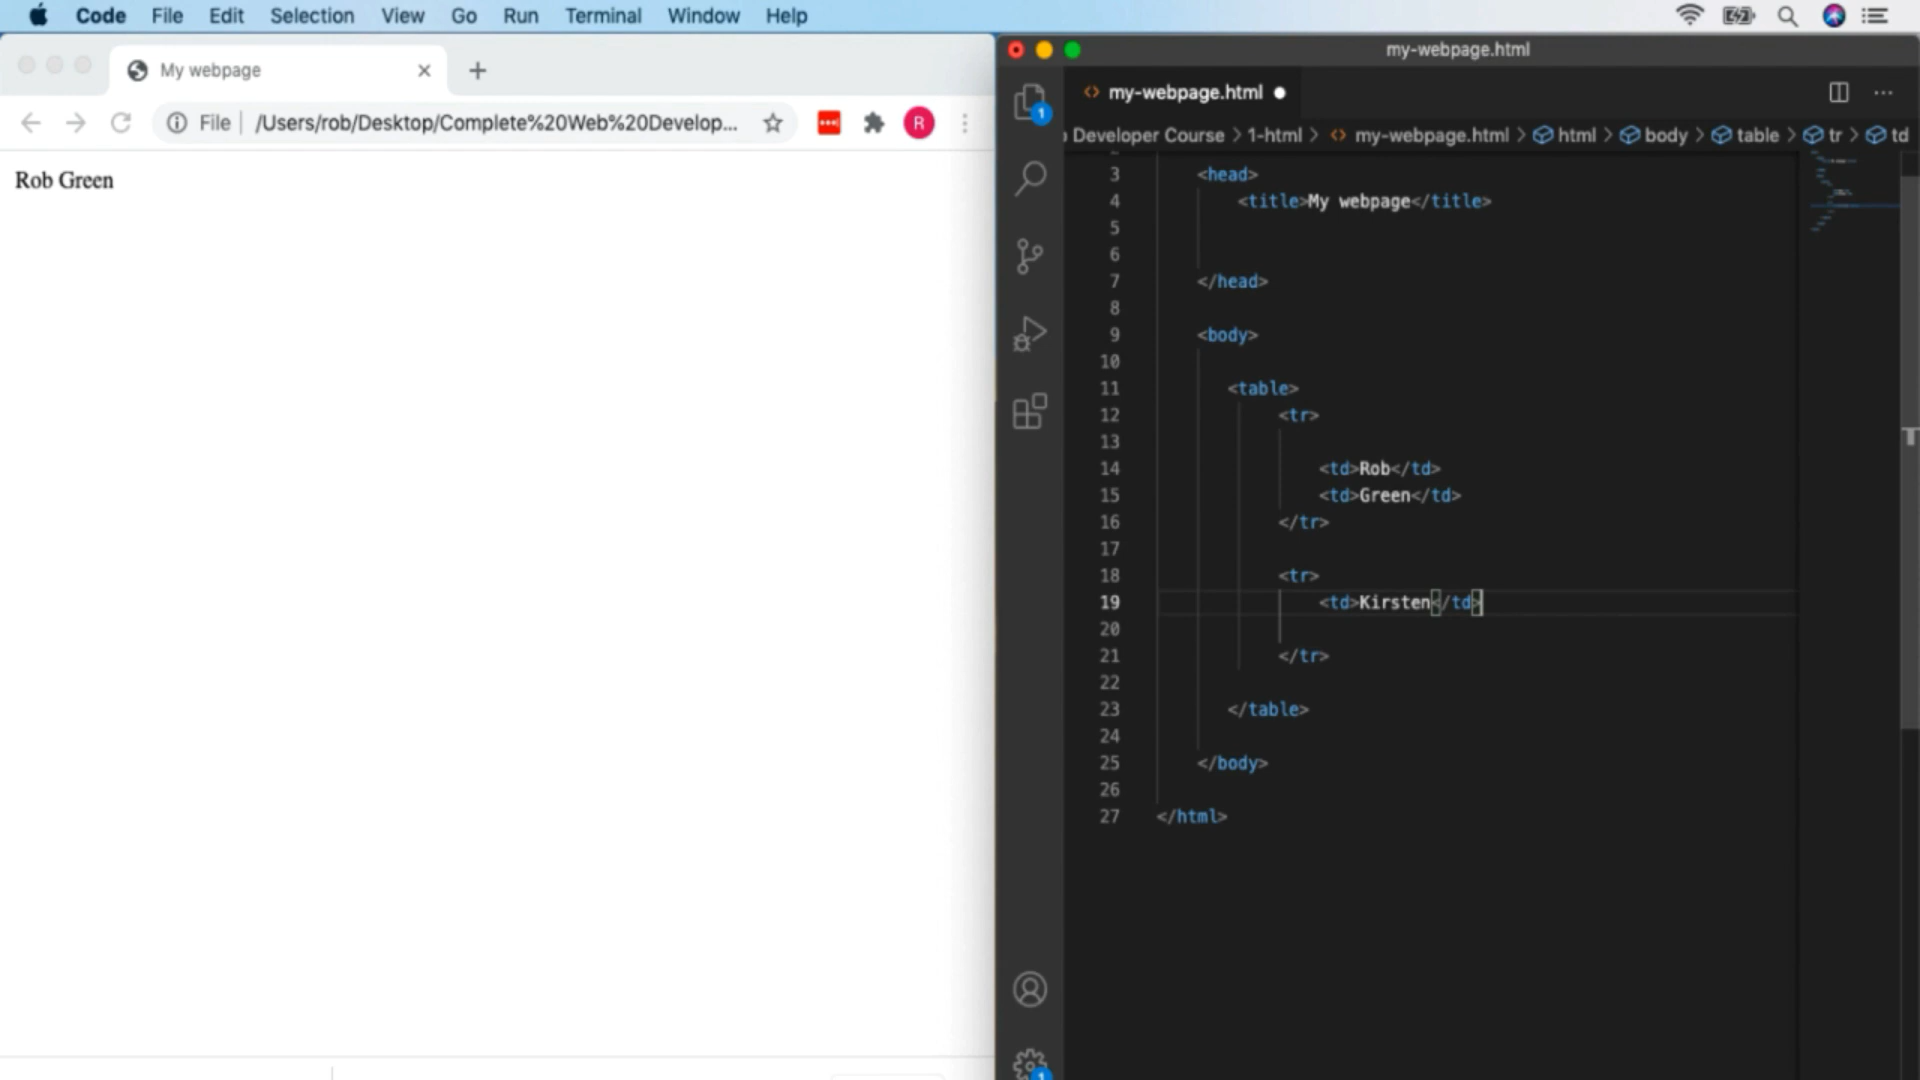 Code File Edit Selection View Go Run Terminal Window Help
My webpage
File /Users/rob/Desktop/Complete%20Web%20Develop... R
Rob Green
my-webpage.html
my-webpage.html
Developer Course > 1-html > my-webpage.html > html > body > table > tr > td
3 <head>
4 <title>My webpage</title>
5
6
7 </head>
8
9 <body>
10
11 <table>
12 <tr>
13
14 <td>Rob</td>
15 <td>Green</td>
16 </tr>
17
18 <tr>
19 <td>Kirsten</td>
20
21 </tr>
22
23 </table>
24
25 </body>
26
27 </html>
1
1